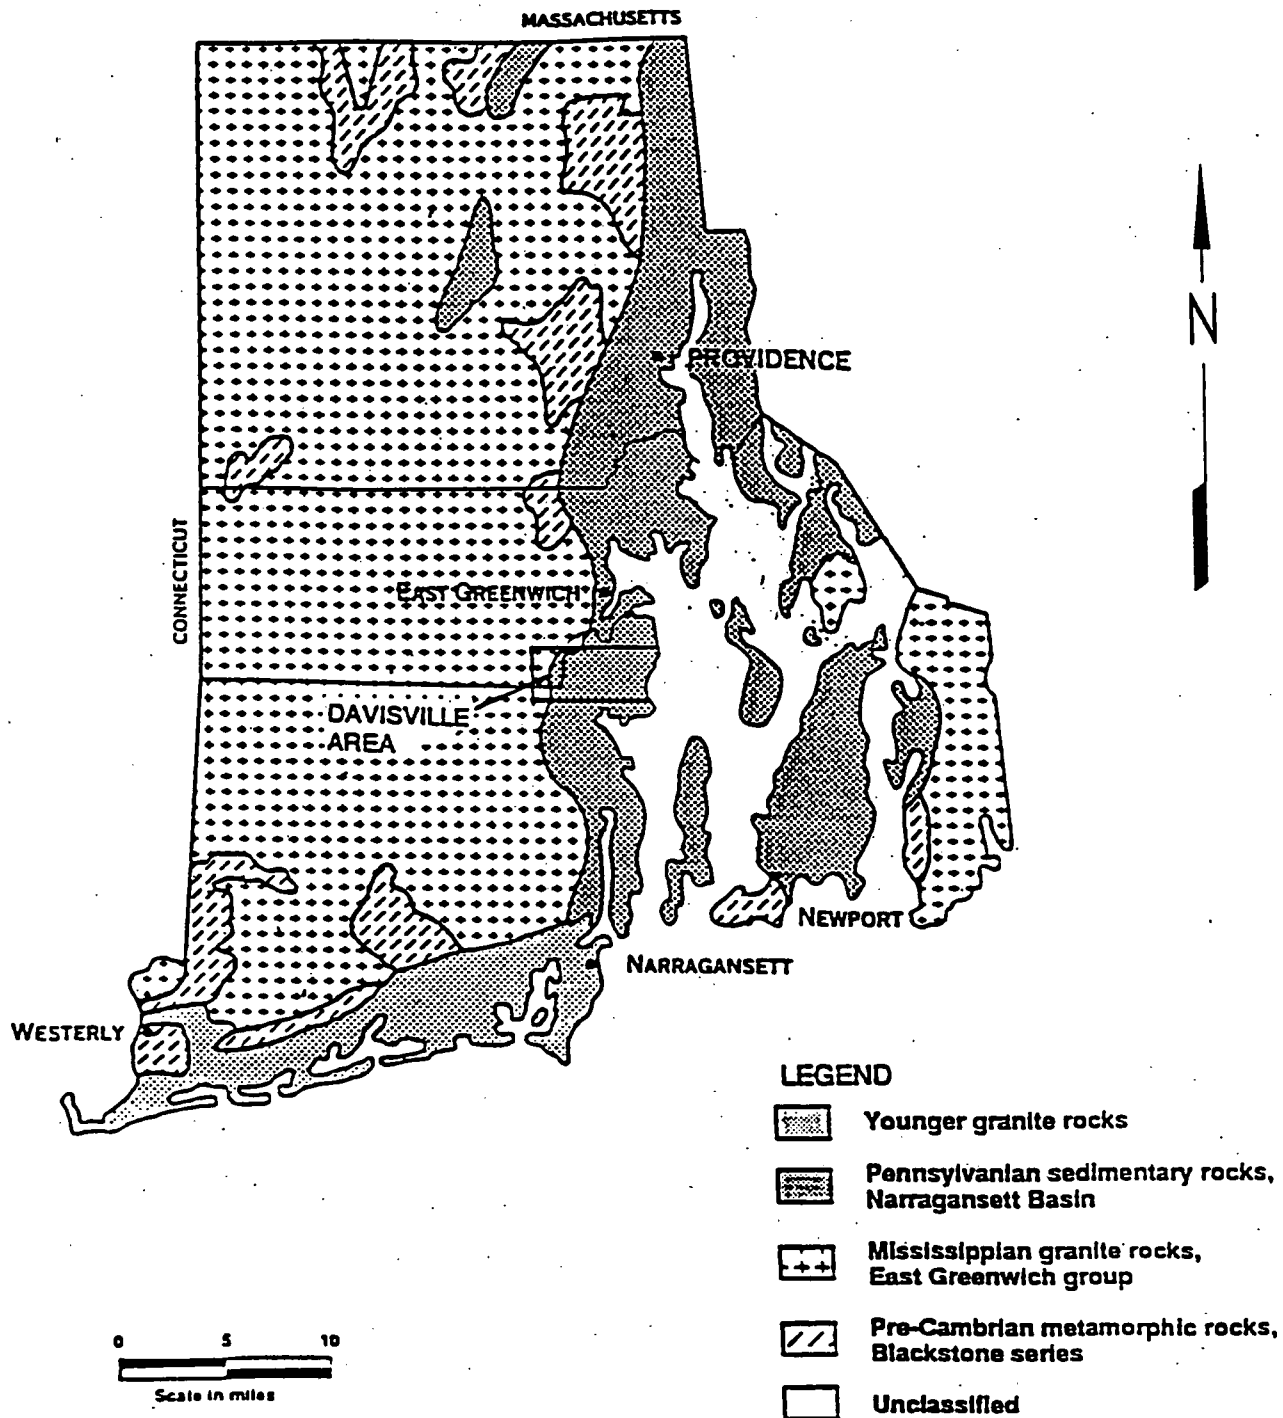 MASSACHUSETTS
N
PROVIDENCE
CONNECTICUT
EAST GREENWICH
DAVISVILLE
AREA
NEWPORT
NARRAGANSETT
WESTERLY
LEGEND
Younger granite rocks
Pennsylvanian sedimentary rocks,
Narragansett Basin
Mississippian granite rocks,
East Greenwich group
Pre-Cambrian metamorphic rocks,
Blackstone series
Unclassified
0 5 10
Scale in miles